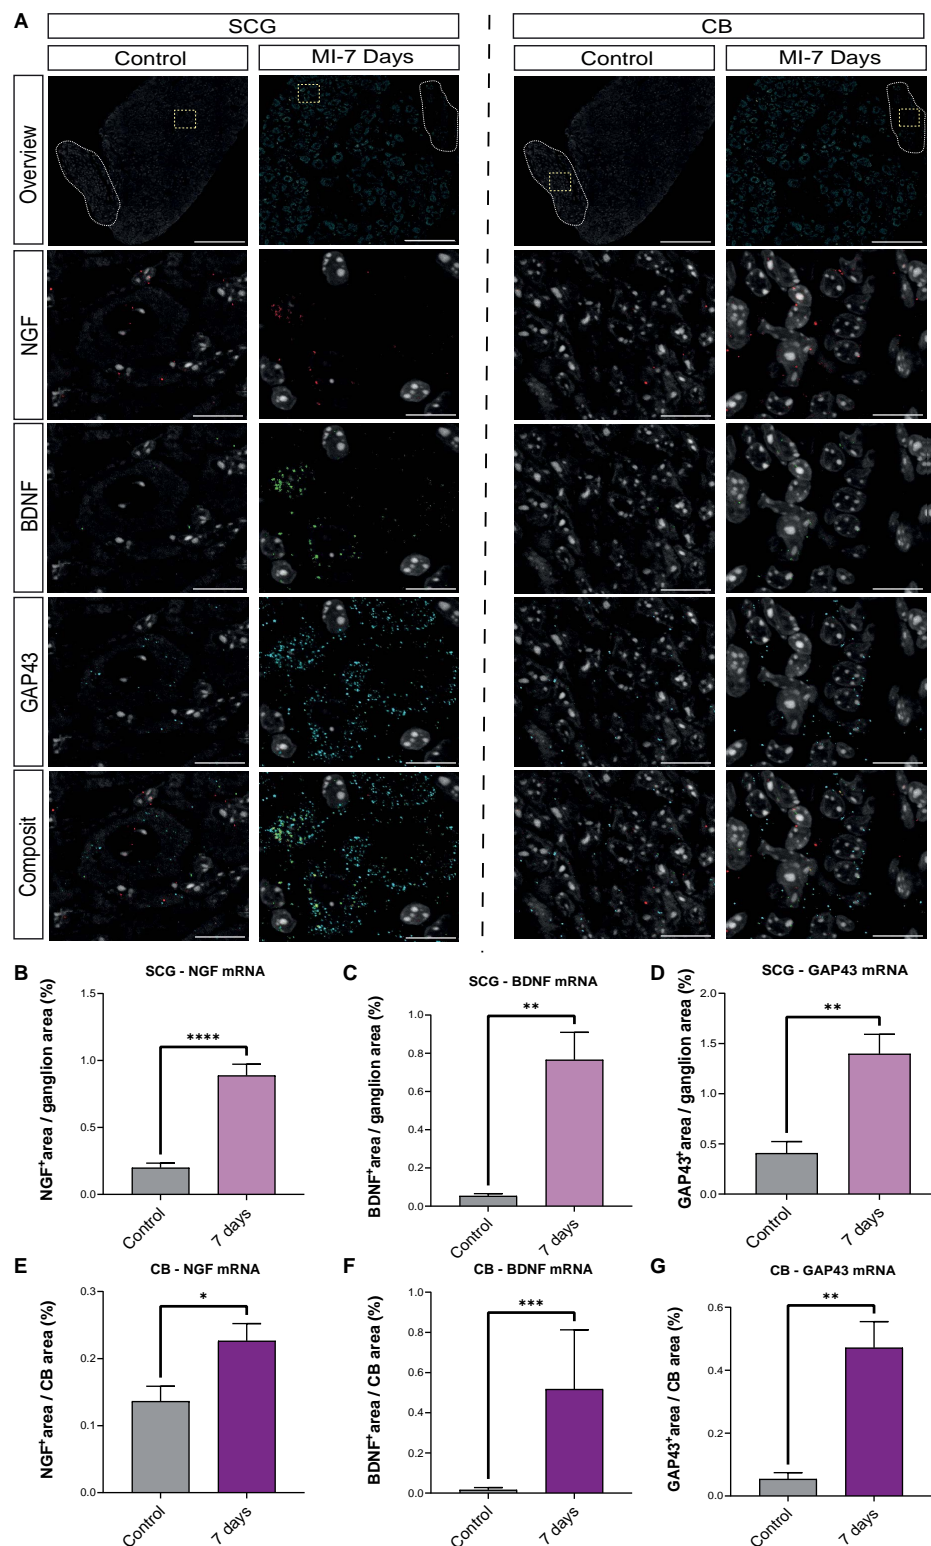 A
SCG
CB
Control
MI-7 Days
Control
MI-7 Days
Overview
NGF
BDNF
GAP43
Composit
B
SCG - NGF mRNA
NGF+area / ganglion area (%)
1.5
1.0
0.5
0.0
****
Control
7 days
C
SCG - BDNF mRNA
BDNF+area / ganglion area (%)
1.0
0.8
0.6
0.4
0.2
0.0
**
Control
7 days
D
SCG - GAP43 mRNA
GAP43+area / ganglion area (%)
2.0
1.5
1.0
0.5
0.0
**
Control
7 days
E
CB - NGF mRNA
NGF+area / CB area (%)
0.3
0.2
0.1
0.0
*
Control
7 days
F
CB - BDNF mRNA
BDNF+area / CB area (%)
1.0
0.8
0.6
0.4
0.2
0.0
***
Control
7 days
G
CB - GAP43 mRNA
GAP43+area / CB area (%)
0.6
0.4
0.2
0.0
**
Control
7 days